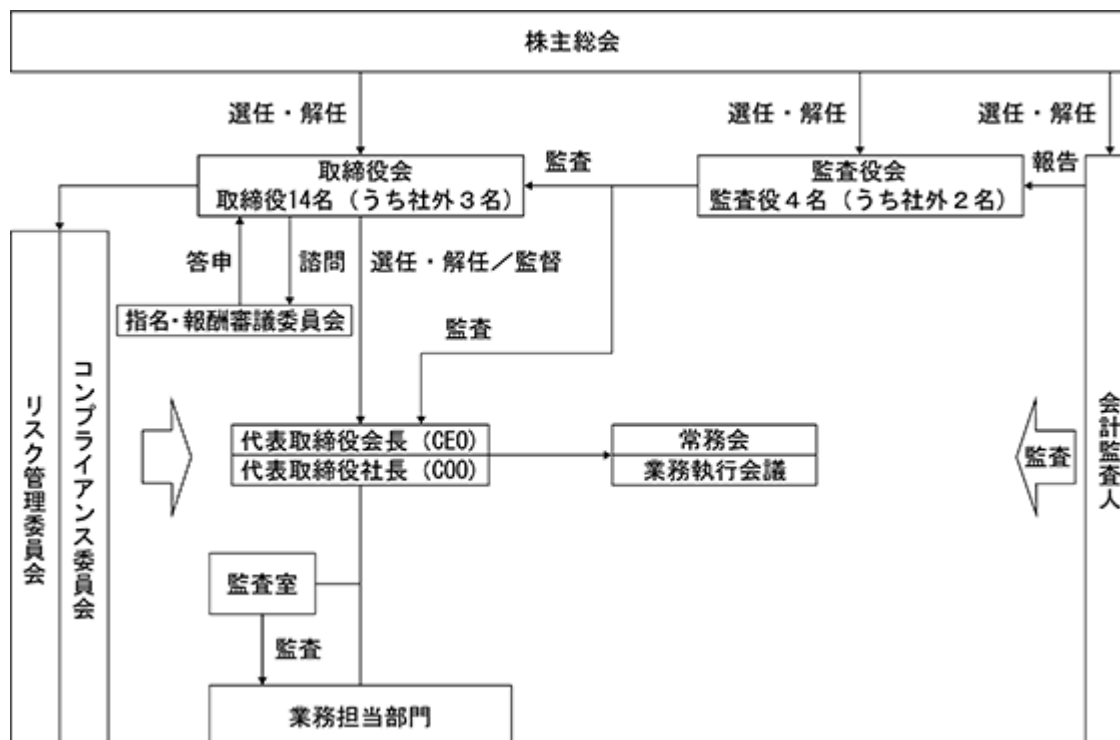 株主総会
選任・解任
選任・解任
選任・解任
取締役会
取締役14名（うち社外３名）
監査
監査役会
監査役４名（うち社外２名）
報告
答申
諮問
選任・解任／監督
指名・報酬審議委員会
監査
リスク管理委員会
コンプライアンス委員会
代表取締役会長（CEO）
代表取締役社長（COO）
常務会
業務執行会議
監査
会計監査人
監査室
監査
業務担当部門